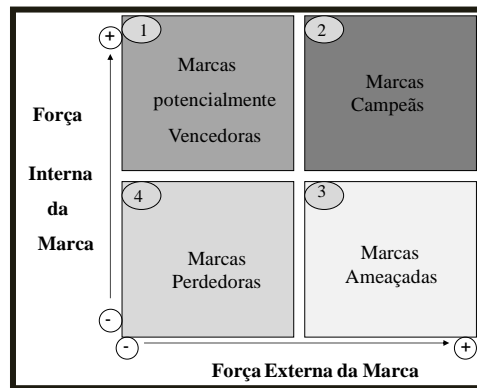 +
1
Marcas
potencialmente
Vencedoras
2
Marcas
Campeãs
Força
Interna
da
Marca
4
Marcas
Perdedoras
3
Marcas
Ameaçadas
-
-
+
Força Externa da Marca